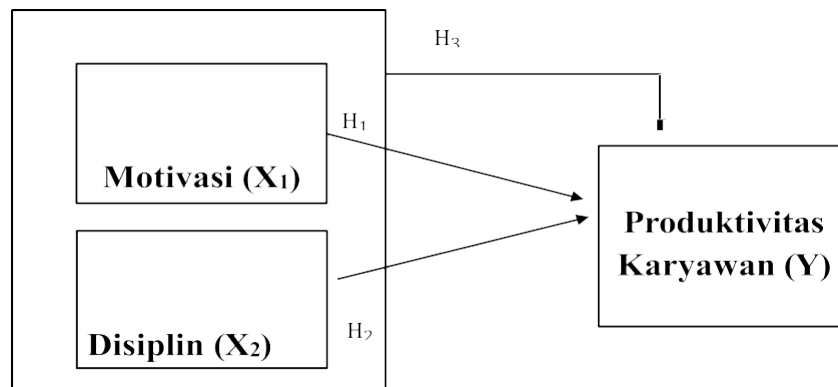 H₃
H₁
Motivasi (X₁)
Produktivitas
Karyawan (Y)
Disiplin (X₂)
H₂